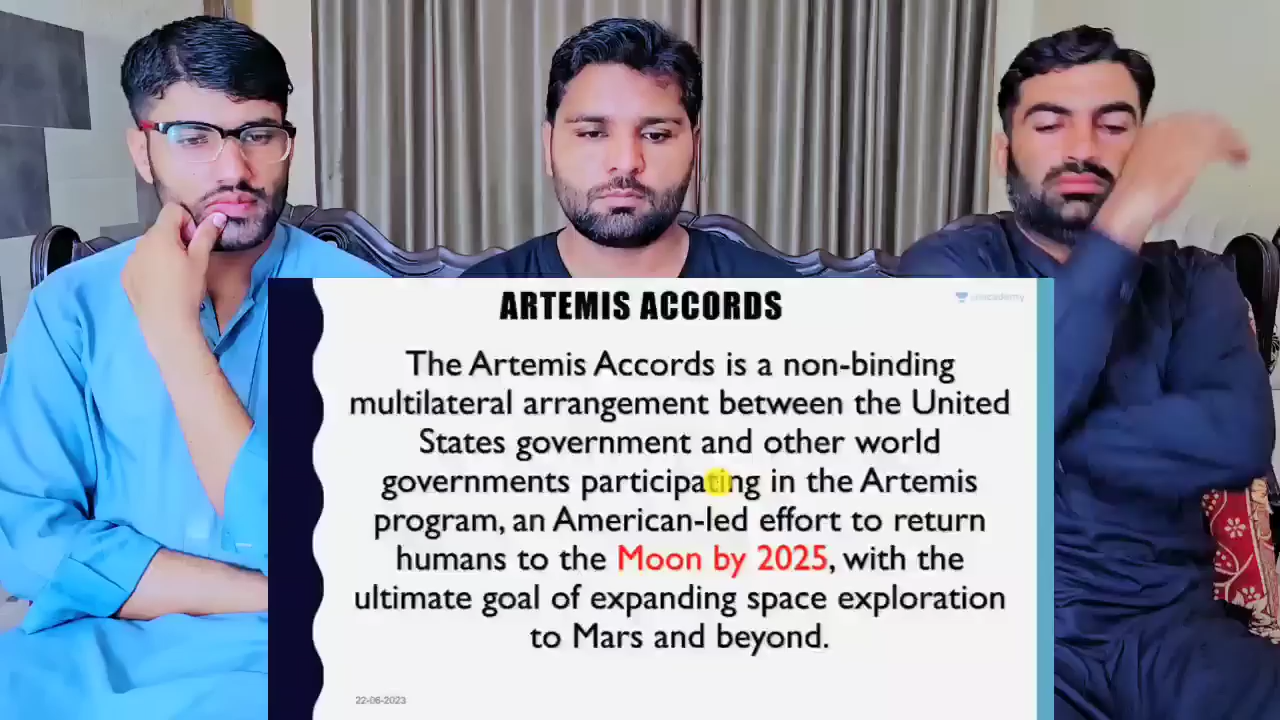 ARTEMIS ACCORDS
unacademy
The Artemis Accords is a non-binding
multilateral arrangement between the United
States government and other world
governments participating in the Artemis
program, an American-led effort to return
humans to the Moon by 2025, with the
ultimate goal of expanding space exploration
to Mars and beyond.
22-06-2023